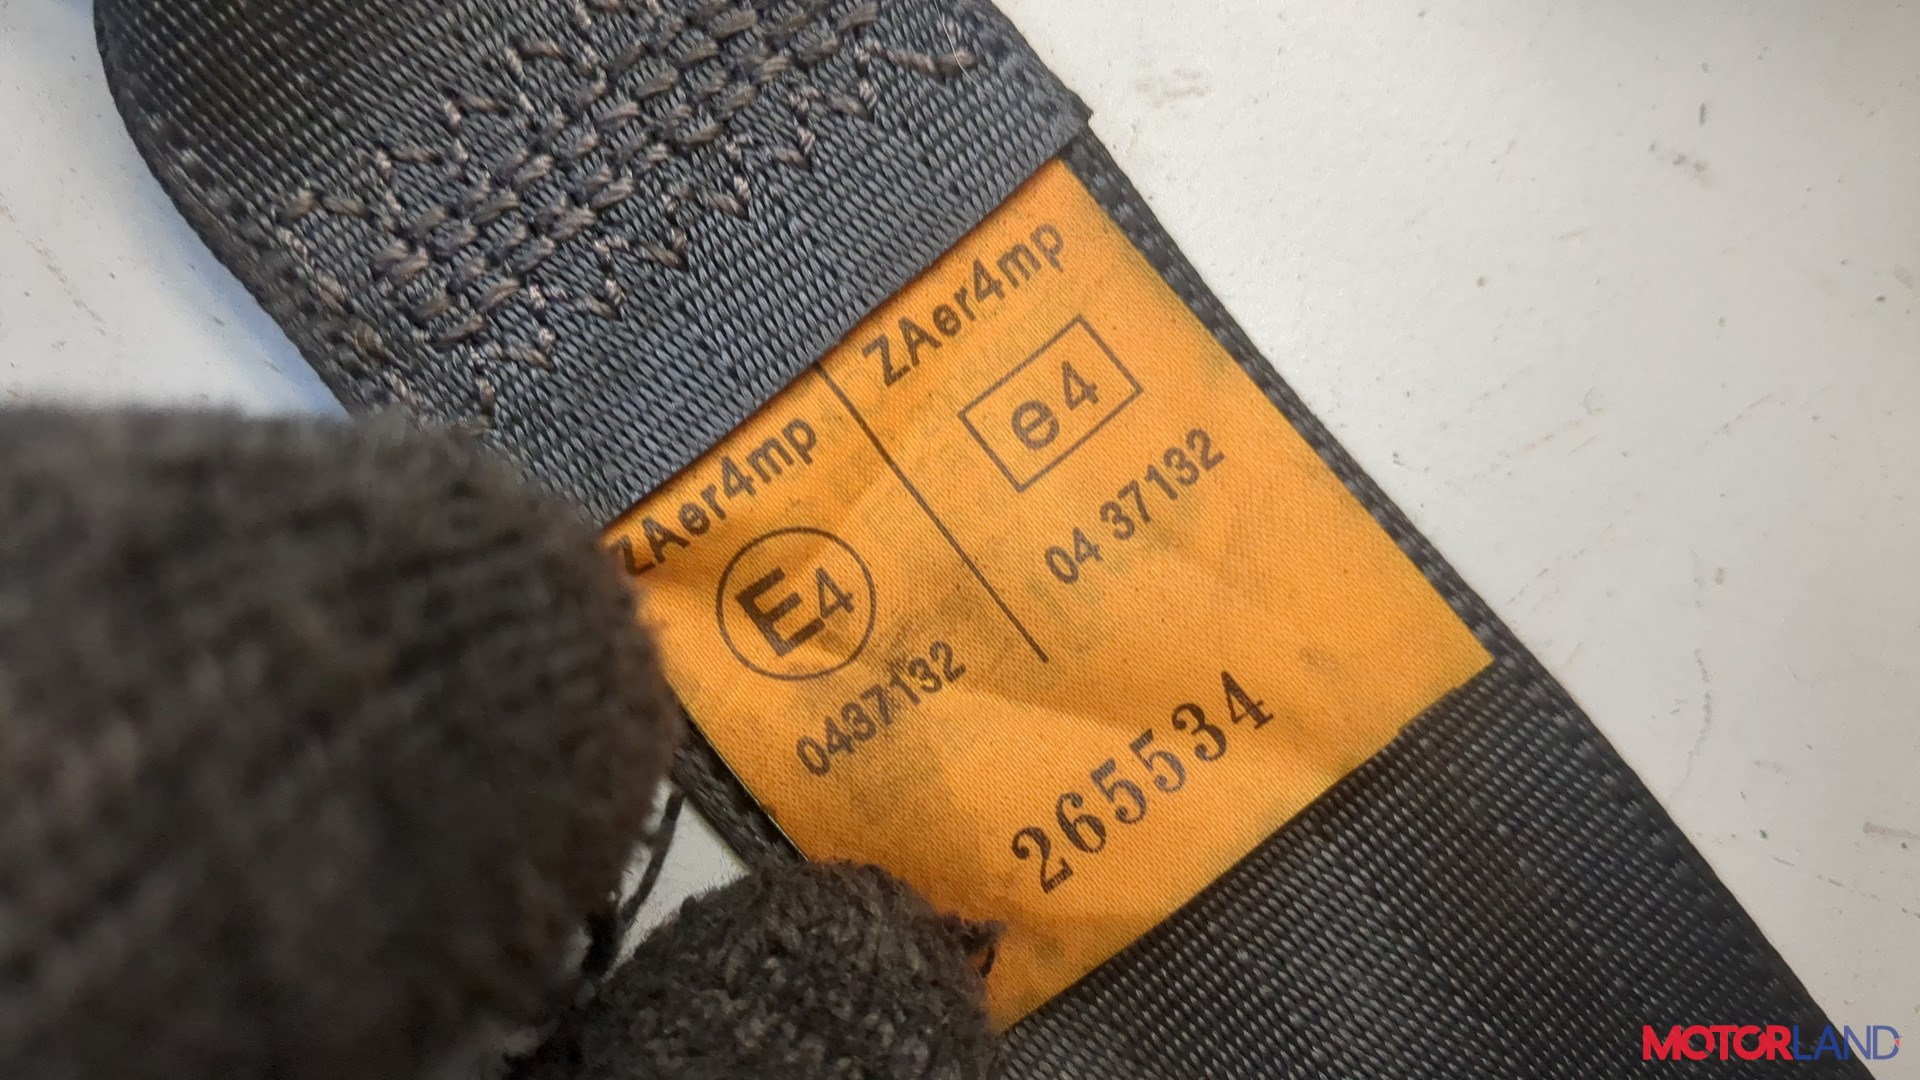 ZAer4mp
E4
0437132
ZAer4mp
e4
04 37132
265534
MOTORLAND